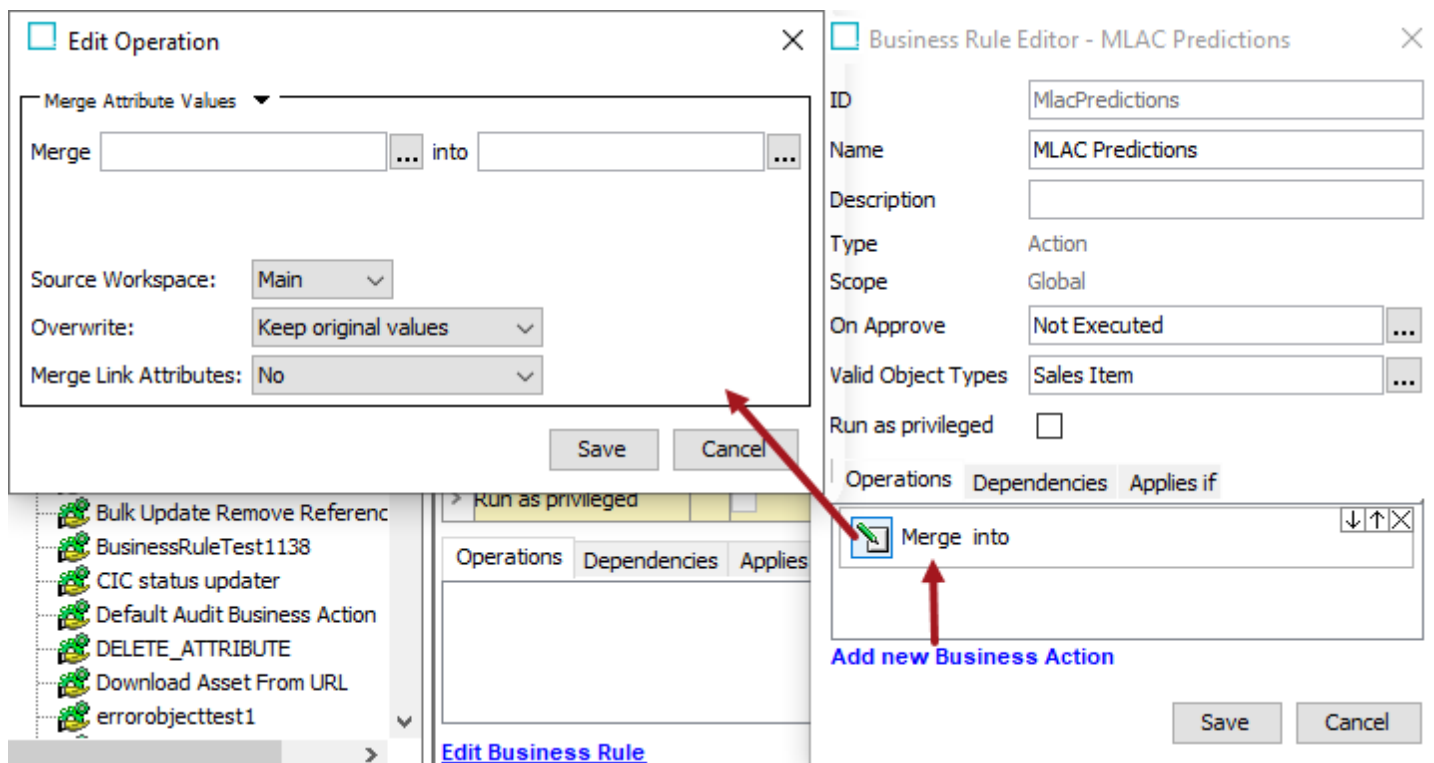 Edit Operation
Merge Attribute Values
Merge ... into ...
Source Workspace: Main
Overwrite: Keep original values
Merge Link Attributes: No
Save Cancel
Business Rule Editor - MLAC Predictions
ID MlacPredictions
Name MLAC Predictions
Description
Type Action
Scope Global
On Approve Not Executed ...
Valid Object Types Sales Item ...
Run as privileged
Operations Dependencies Applies if
Merge into
Add new Business Action
Save Cancel
Bulk Update Remove Referenc
BusinessRuleTest1138
CIC status updater
Default Audit Business Action
DELETE_ATTRIBUTE
Download Asset From URL
errorobjecttest1
> Run as privileged
Operations Dependencies Applies
Edit Business Rule